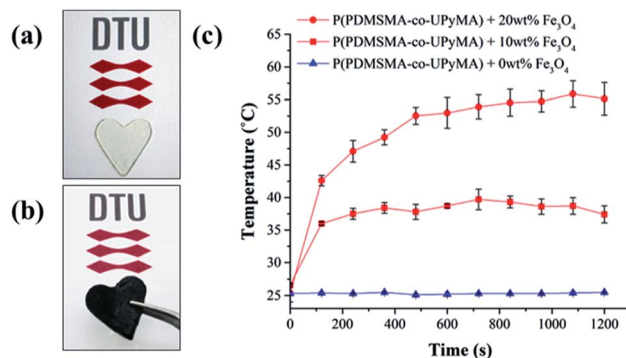 (a)
DTU
(b)
DTU
(c)
P(PDMSMA-co-UPyMA) + 20wt% Fe₃O₄
P(PDMSMA-co-UPyMA) + 10wt% Fe₃O₄
P(PDMSMA-co-UPyMA) + 0wt% Fe₃O₄
Temperature (˚C)
65
60
55
50
45
40
35
30
25
0 200 400 600 800 1000 1200
Time (s)